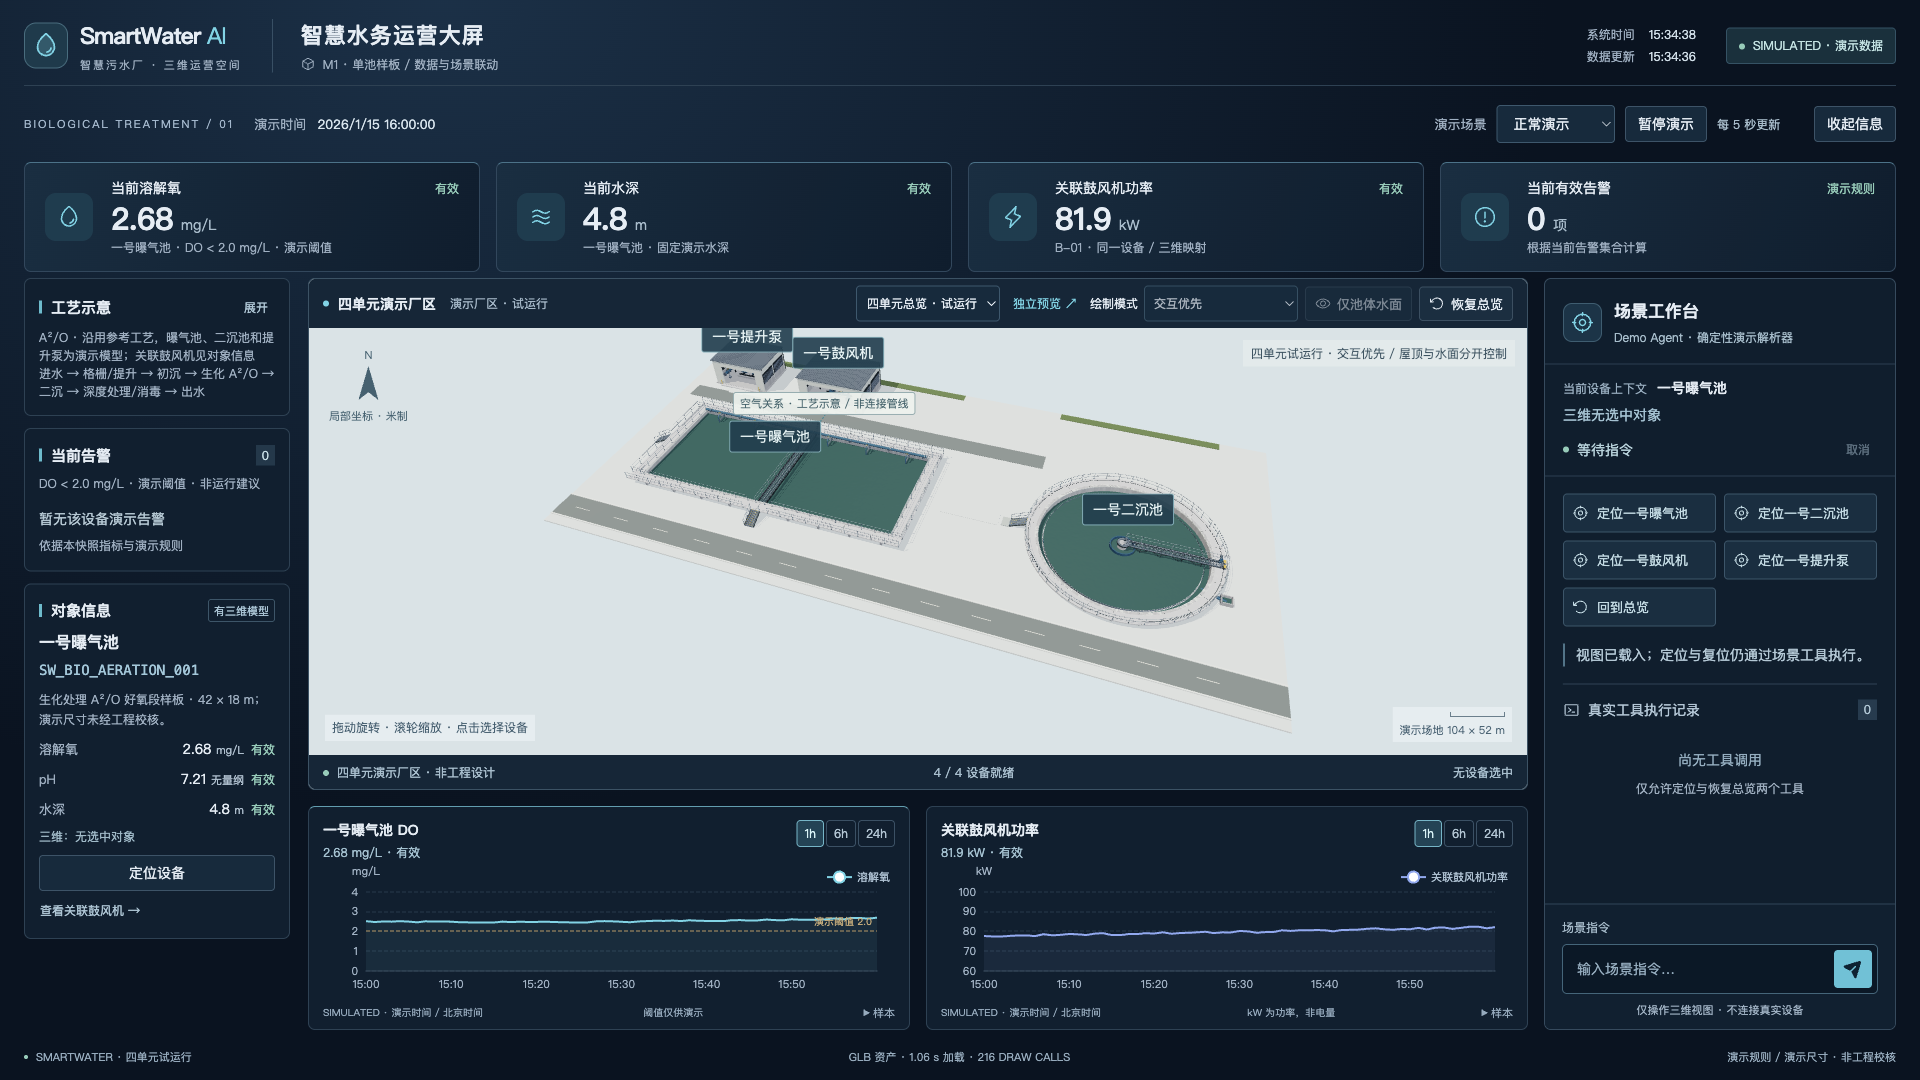 SmartWater AI
智慧污水厂 · 三维运营空间
智慧水务运营大屏
M1 · 单池样板 / 数据与场景联动
系统时间 15:34:38
数据更新 15:34:36
SIMULATED · 演示数据
BIOLOGICAL TREATMENT / 01
演示时间 2026/1/15 16:00:00
演示场景
正常演示
暂停演示
每 5 秒更新
收起信息
当前溶解氧
有效
2.68 mg/L
一号曝气池 · DO < 2.0 mg/L · 演示阈值
当前水深
有效
4.8 m
一号曝气池 · 固定演示水深
关联鼓风机功率
有效
81.9 kW
B-01 · 同一设备 / 三维映射
当前有效告警
演示规则
0 项
根据当前告警集合计算
工艺示意
展开
A²/O · 沿用参考工艺，曝气池、二沉池和提
升泵为演示模型；关联鼓风机见对象信息
进水 → 格栅/提升 → 初沉 → 生化 A²/O →
二沉 → 深度处理/消毒 → 出水
当前告警
0
DO < 2.0 mg/L · 演示阈值 · 非运行建议
暂无该设备演示告警
依据本快照指标与演示规则
对象信息
有三维模型
一号曝气池
SW_BIO_AERATION_001
生化处理 A²/O 好氧段样板 · 42 × 18 m；
演示尺寸未经工程校核。
溶解氧 2.68 mg/L 有效
pH 7.21 无量纲 有效
水深 4.8 m 有效
三维：无选中对象
定位设备
查看关联鼓风机 →
四单元演示厂区
演示厂区 · 试运行
四单元总览 · 试运行
独立预览 ↗
绘制模式
交互优先
仅池体水面
恢复总览
N
局部坐标 · 米制
一号提升泵
一号鼓风机
四单元试运行 · 交互优先 / 屋顶与水面分开控制
空气关系 · 工艺示意 / 非连接管线
一号曝气池
一号二沉池
拖动旋转 · 滚轮缩放 · 点击选择设备
演示场地 104 × 52 m
四单元演示厂区 · 非工程设计
4 / 4 设备就绪
无设备选中
一号曝气池 DO
1h 6h 24h
2.68 mg/L · 有效
mg/L
溶解氧
4
3
演示阈值 2.0
2
1
0
15:00 15:10 15:20 15:30 15:40 15:50
SIMULATED · 演示时间 / 北京时间
阈值仅供演示
▶ 样本
关联鼓风机功率
1h 6h 24h
81.9 kW · 有效
kW
关联鼓风机功率
100
90
80
70
60
15:00 15:10 15:20 15:30 15:40 15:50
SIMULATED · 演示时间 / 北京时间
kW 为功率，非电量
▶ 样本
场景工作台
Demo Agent · 确定性演示解析器
当前设备上下文 一号曝气池
三维无选中对象
等待指令
取消
定位一号曝气池
定位一号二沉池
定位一号鼓风机
定位一号提升泵
回到总览
视图已载入；定位与复位仍通过场景工具执行。
真实工具执行记录
0
尚无工具调用
仅允许定位与恢复总览两个工具
场景指令
输入场景指令...
仅操作三维视图 · 不连接真实设备
SMARTWATER · 四单元试运行
GLB 资产 · 1.06 s 加载 · 216 DRAW CALLS
演示规则 / 演示尺寸 · 非工程校核